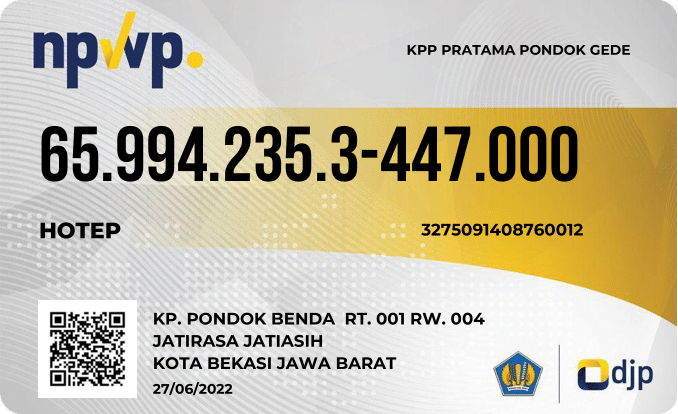 npwp.
KPP PRATAMA PONDOK GEDE
65.994.235.3-447.000
HOTEP
3275091408760012
KP. PONDOK BENDA RT. 001 RW. 004
JATIRASA JATIASIH
KOTA BEKASI JAWA BARAT
27/06/2022
djp